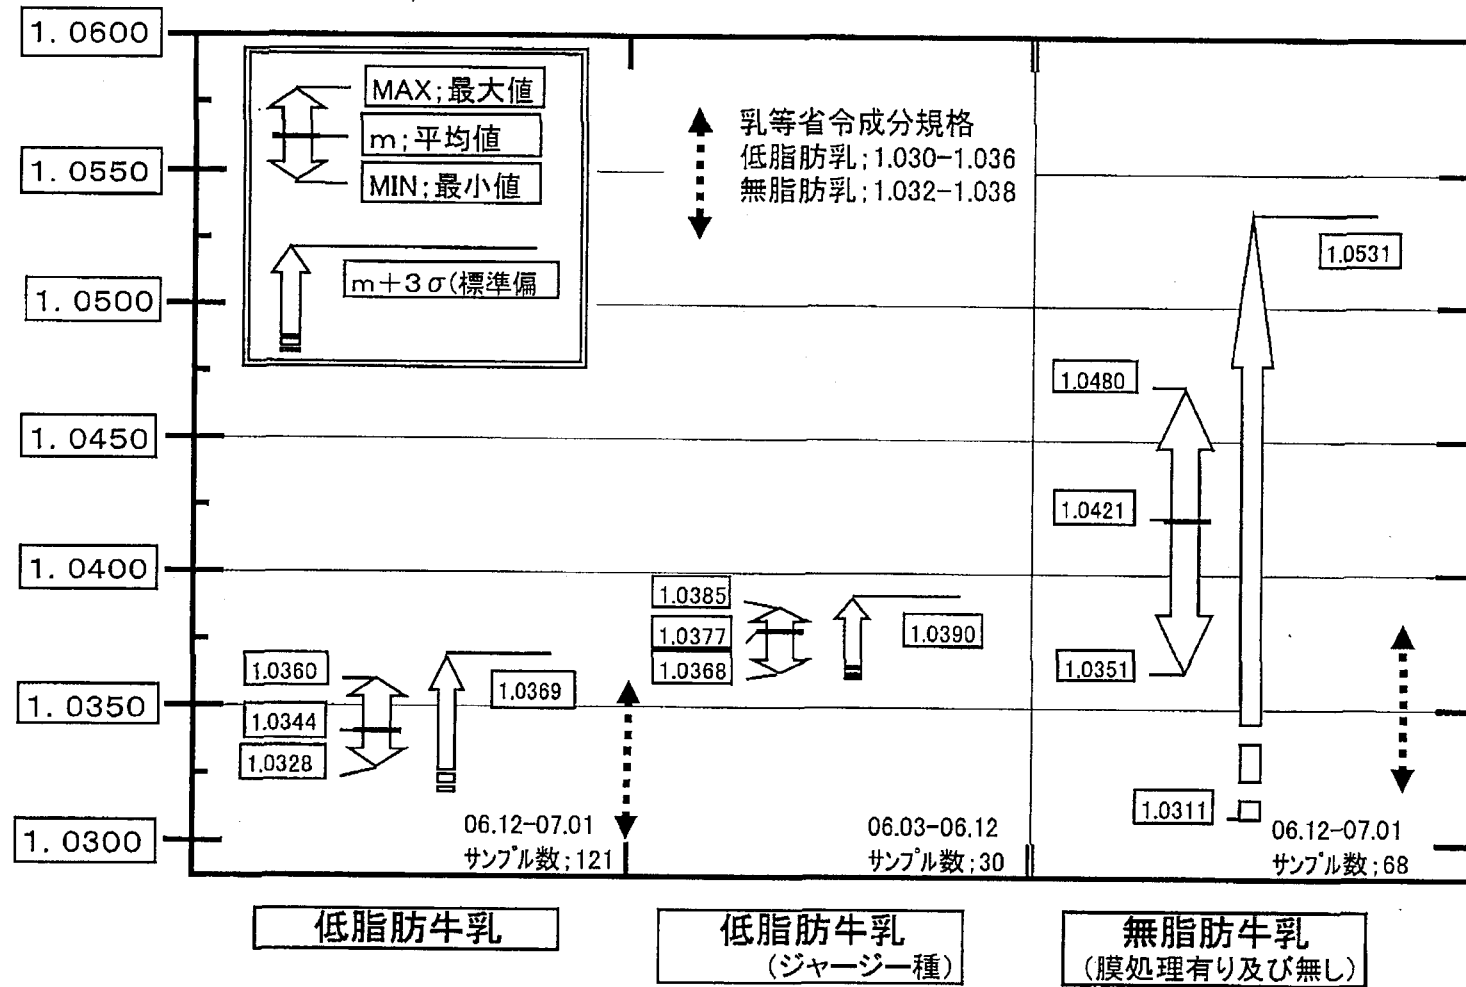 1. 0600
1. 0550
1. 0500
1. 0450
1. 0400
1. 0350
1. 0300
MAX;最大値
m;平均値
MIN;最小値
m+3σ(標準偏
乳等省令成分規格
低脂肪乳;1.030-1.036
無脂肪乳;1.032-1.038
1.0360
1.0344
1.0328
1.0369
06.12-07.01
サンプル数;121
1.0385
1.0377
1.0368
1.0390
06.03-06.12
サンプル数;30
1.0531
1.0480
1.0421
1.0351
1.0311
06.12-07.01
サンプル数;68
低脂肪牛乳
低脂肪牛乳
(ジャージー種)
無脂肪牛乳
(膜処理有り及び無し)